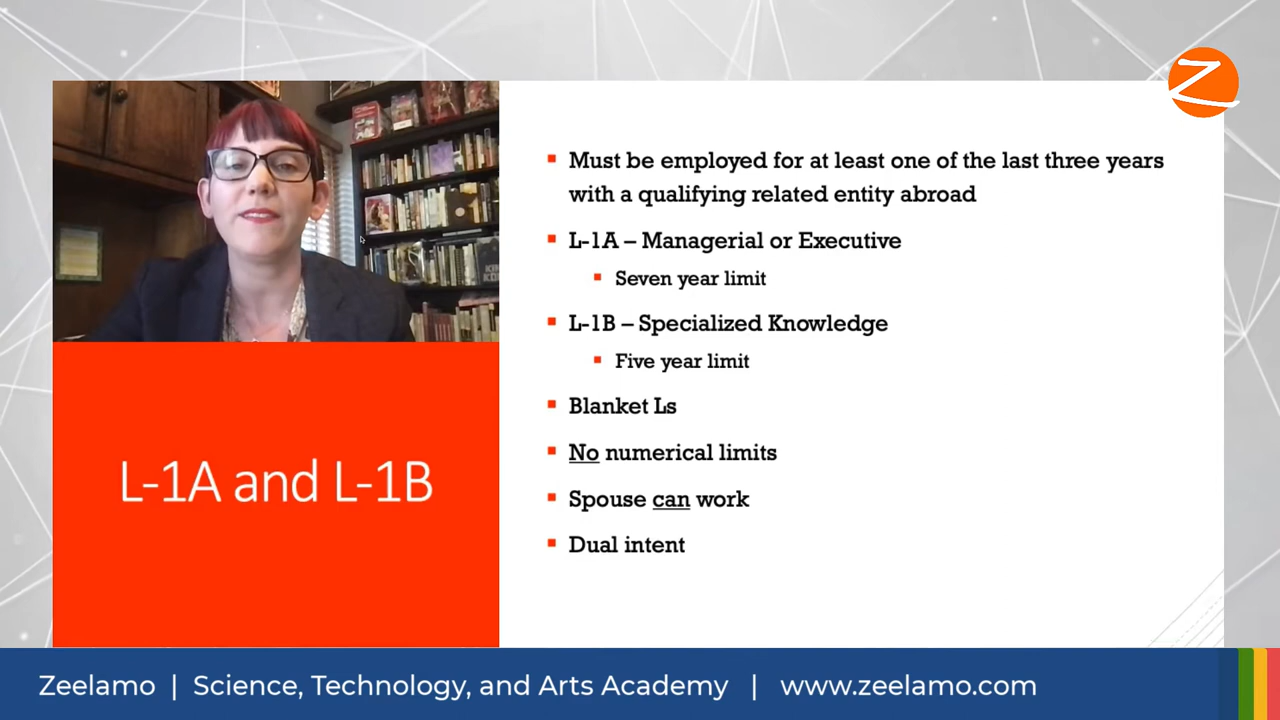 Z
Must be employed for at least one of the last three years
with a qualifying related entity abroad
L-1A – Managerial or Executive
Seven year limit
L-1B – Specialized Knowledge
Five year limit
Blanket Ls
No numerical limits
Spouse can work
Dual intent
L-1A and L-1B
Zeelamo | Science, Technology, and Arts Academy | www.zeelamo.com